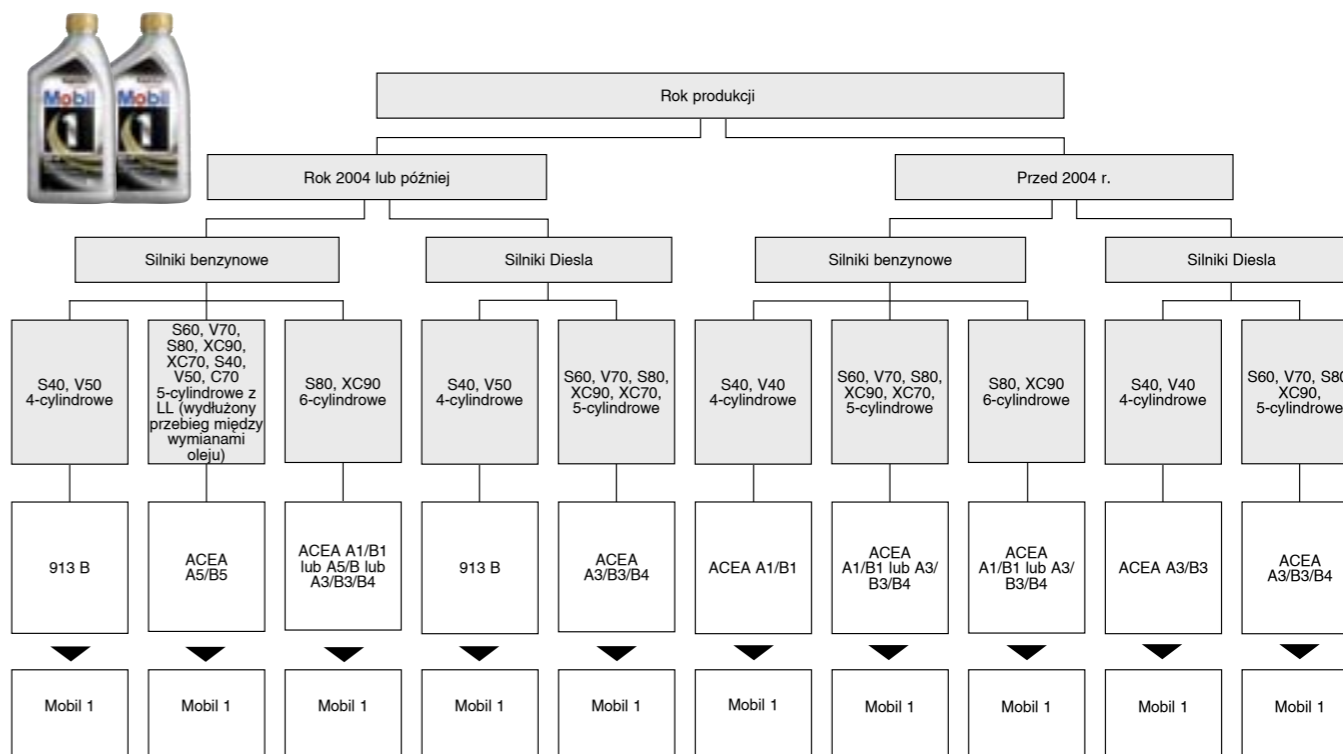 Mobil
1
Mobil
1
Rok produkcji
Rok 2004 lub później
Przed 2004 r.
Silniki benzynowe
Silniki Diesla
Silniki benzynowe
Silniki Diesla
S40, V50
4-cylindrowe
S60, V70,
S80, XC90,
XC70, S40,
V50, C70
5-cylindrowe z
LL (wydłużony
przebieg między
wymianami
oleju)
S80, XC90
6-cylindrowe
S40, V50
4-cylindrowe
S60, V70, S80,
XC90, XC70,
5-cylindrowe
S40, V40
4-cylindrowe
S60, V70, S80,
XC90, XC70,
5-cylindrowe
S80, XC90
6-cylindrowe
S40, V40
4-cylindrowe
S60, V70, S80
XC90,
5-cylindrowe
913 B
ACEA
A5/B5
ACEA A1/B1
lub A5/B lub
A3/B3/B4
913 B
ACEA
A3/B3/B4
ACEA A1/B1
ACEA
A1/B1 lub A3/
B3/B4
ACEA
A1/B1 lub A3/
B3/B4
ACEA A3/B3
ACEA
A3/B3/B4
Mobil 1
Mobil 1
Mobil 1
Mobil 1
Mobil 1
Mobil 1
Mobil 1
Mobil 1
Mobil 1
Mobil 1